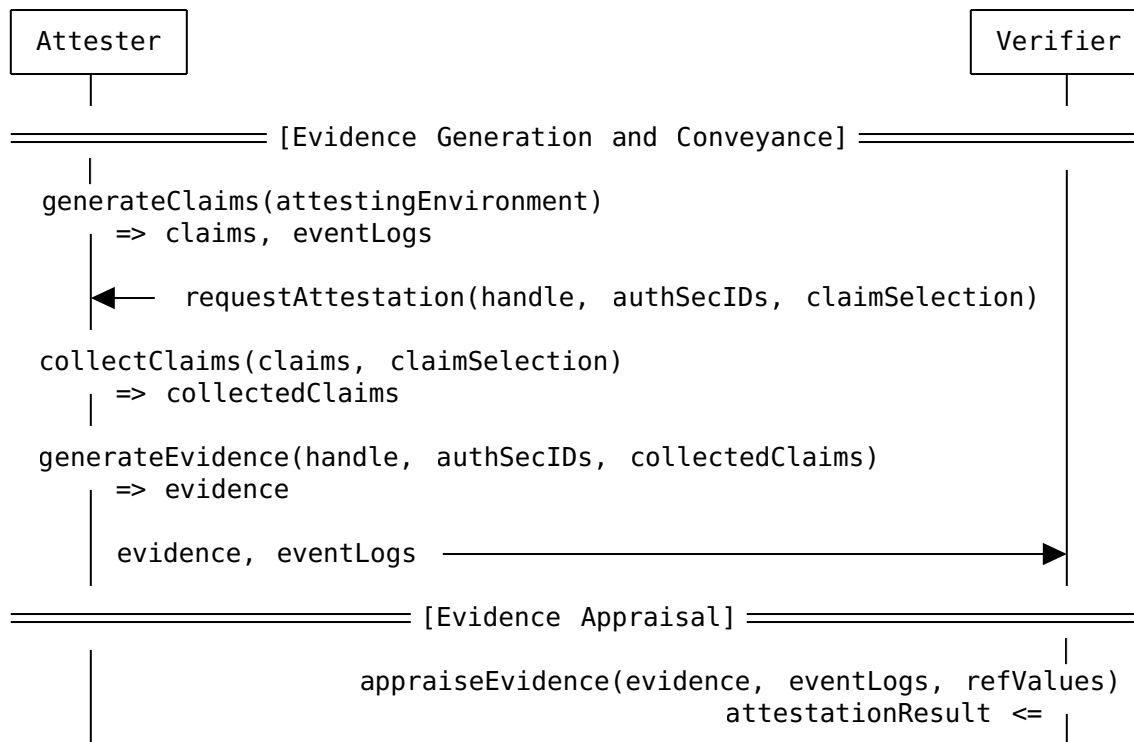 Attester
Verifier
[Evidence Generation and Conveyance]
generateClaims(attestingEnvironment)
=> claims, eventLogs
requestAttestation(handle, authSecIDs, claimSelection)
collectClaims(claims, claimSelection)
=> collectedClaims
generateEvidence(handle, authSecIDs, collectedClaims)
=> evidence
evidence, eventLogs
[Evidence Appraisal]
appraiseEvidence(evidence, eventLogs, refValues)
attestationResult <=